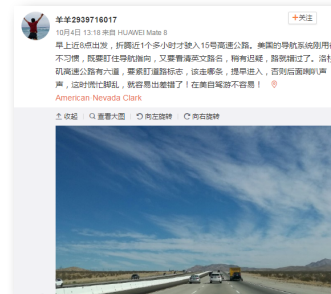 羊羊2939716017
+关注
10月4日 13:18 来自 HUAWEI Mate 8
早上近8点出发，折腾近1个多小时才驶入15号高速公路。美国的导航系统刚用
不习惯，既要盯住导航指向，又要看清英文路名，稍有迟疑，路就错过了。洛杉
矶高速公路有六道，要紧盯道路标志，该走哪条，提早进入，否则后面喇叭声
声，这时慌忙脚乱，就容易出差错了！在美自驾游不容易！
American·Nevada Clark
收起 查看大图 向左旋转 向右旋转